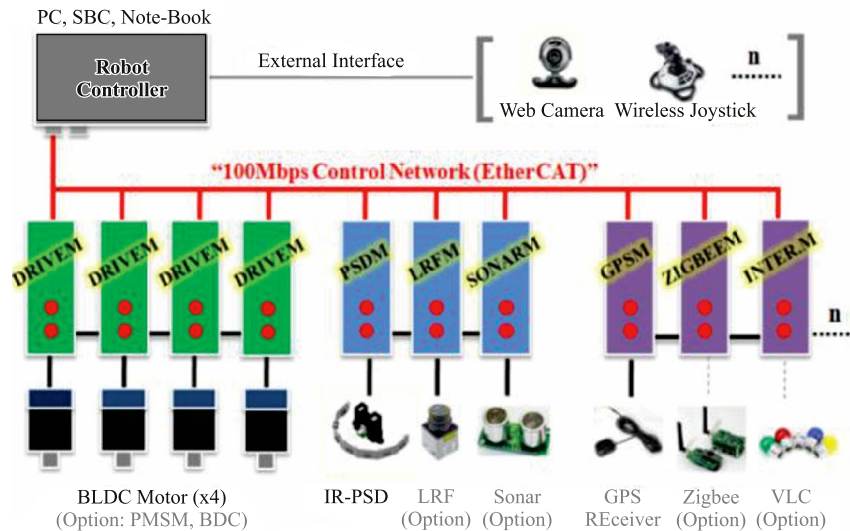 PC, SBC, Note-Book
Robot
Controller
External Interface
Web Camera
Wireless Joystick
n
“100Mbps Control Network (EtherCAT)”
DRIVEM
DRIVEM
DRIVEM
DRIVEM
PSDM
LRFM
SONARM
GPSM
ZIGBEEM
INTER.M
n
BLDC Motor (x4)
(Option: PMSM, BDC)
IR-PSD
LRF
(Option)
Sonar
(Option)
GPS
REceiver
Zigbee
(Option)
VLC
(Option)